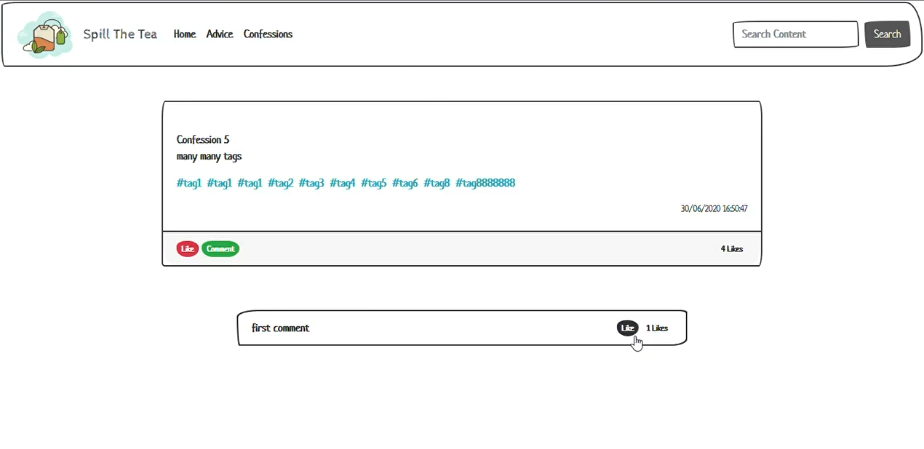 Spill The Tea Home Advice Confessions Search Content Search
Confession 5
many many tags
#tag1 #tag1 #tag1 #tag2 #tag3 #tag4 #tag5 #tag6 #tag8 #tag8888888
30/06/2020 16:50:47
Like Comment 4 Likes
first comment Like 1 Likes